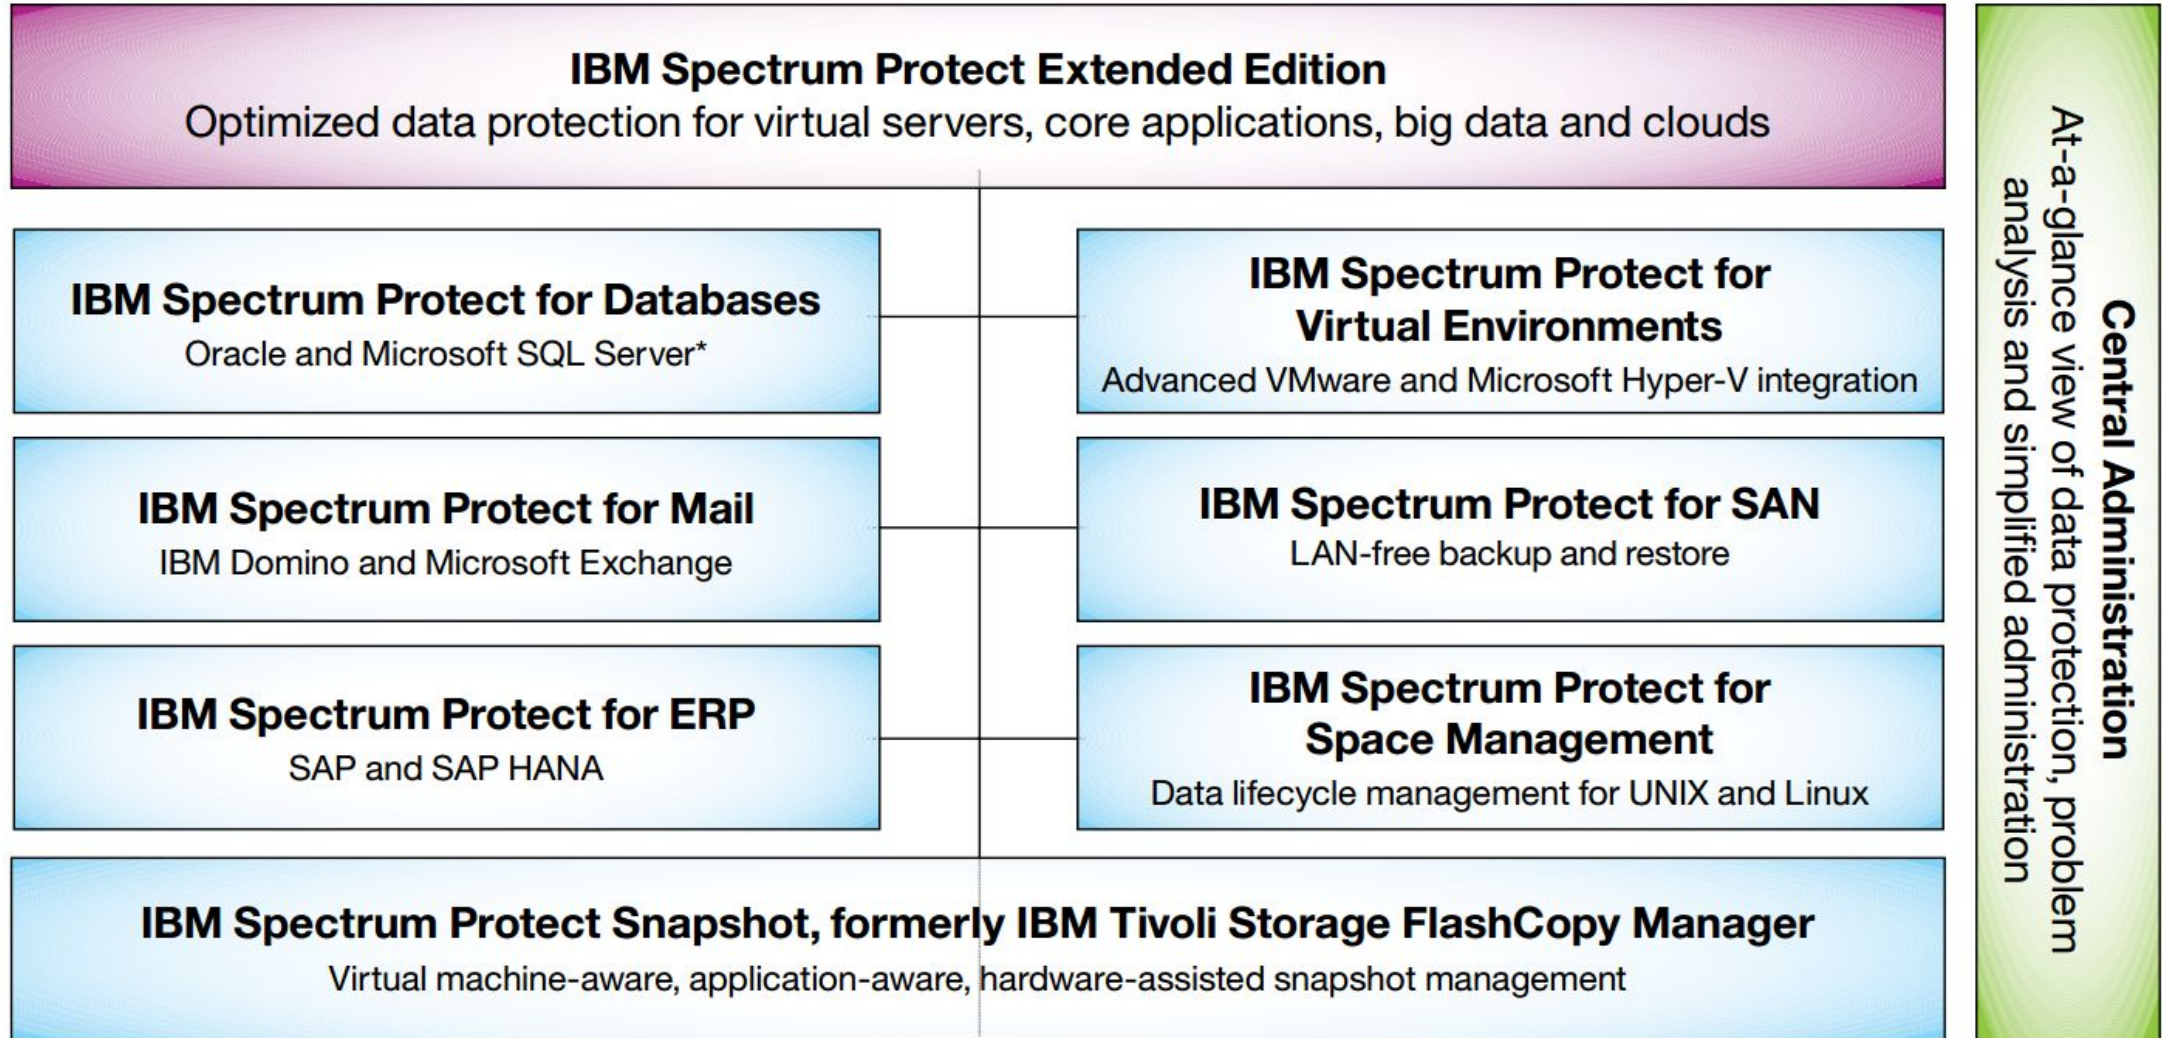 IBM Spectrum Protect Extended Edition
Optimized data protection for virtual servers, core applications, big data and clouds
IBM Spectrum Protect for Databases
Oracle and Microsoft SQL Server*
IBM Spectrum Protect for
Virtual Environments
Advanced VMware and Microsoft Hyper-V integration
IBM Spectrum Protect for Mail
IBM Domino and Microsoft Exchange
IBM Spectrum Protect for SAN
LAN-free backup and restore
IBM Spectrum Protect for ERP
SAP and SAP HANA
IBM Spectrum Protect for
Space Management
Data lifecycle management for UNIX and Linux
IBM Spectrum Protect Snapshot, formerly IBM Tivoli Storage FlashCopy Manager
Virtual machine-aware, application-aware, hardware-assisted snapshot management
Central Administration
At-a-glance view of data protection, problem
analysis and simplified administration